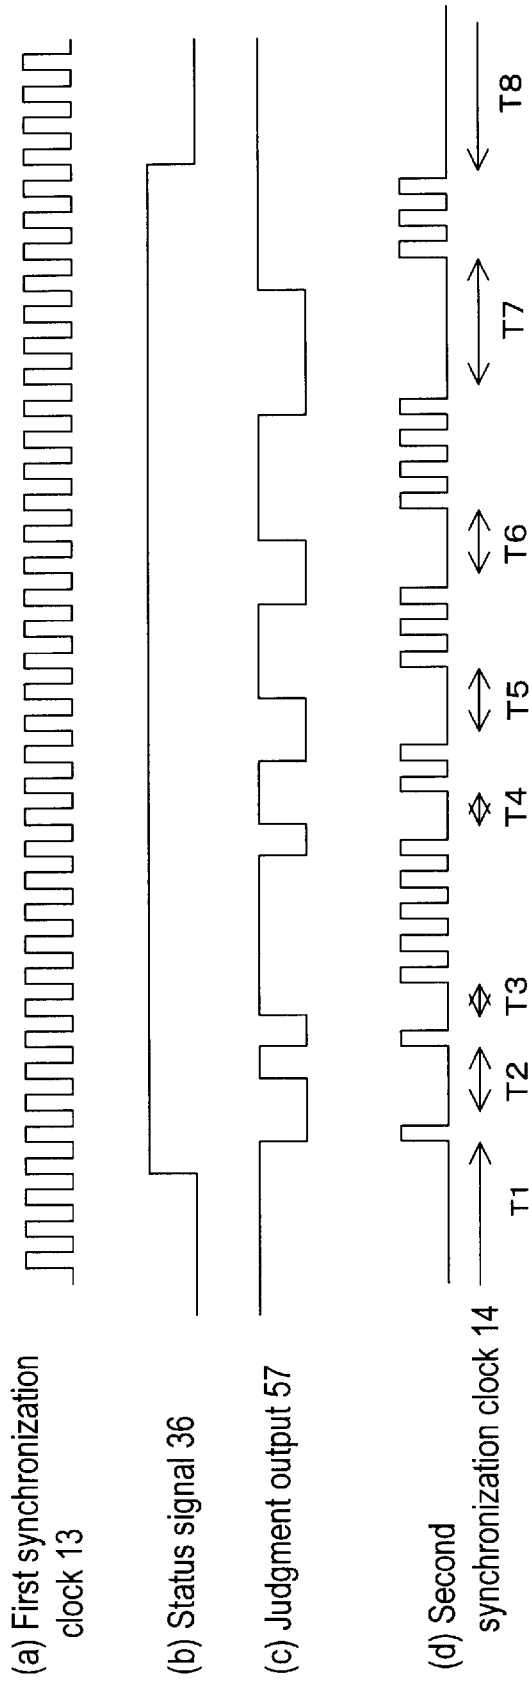 (a) First synchronization
clock 13
(b) Status signal 36
(c) Judgment output 57
(d) Second
synchronization clock 14
T1
T2
T3
T4
T5
T6
T7
T8